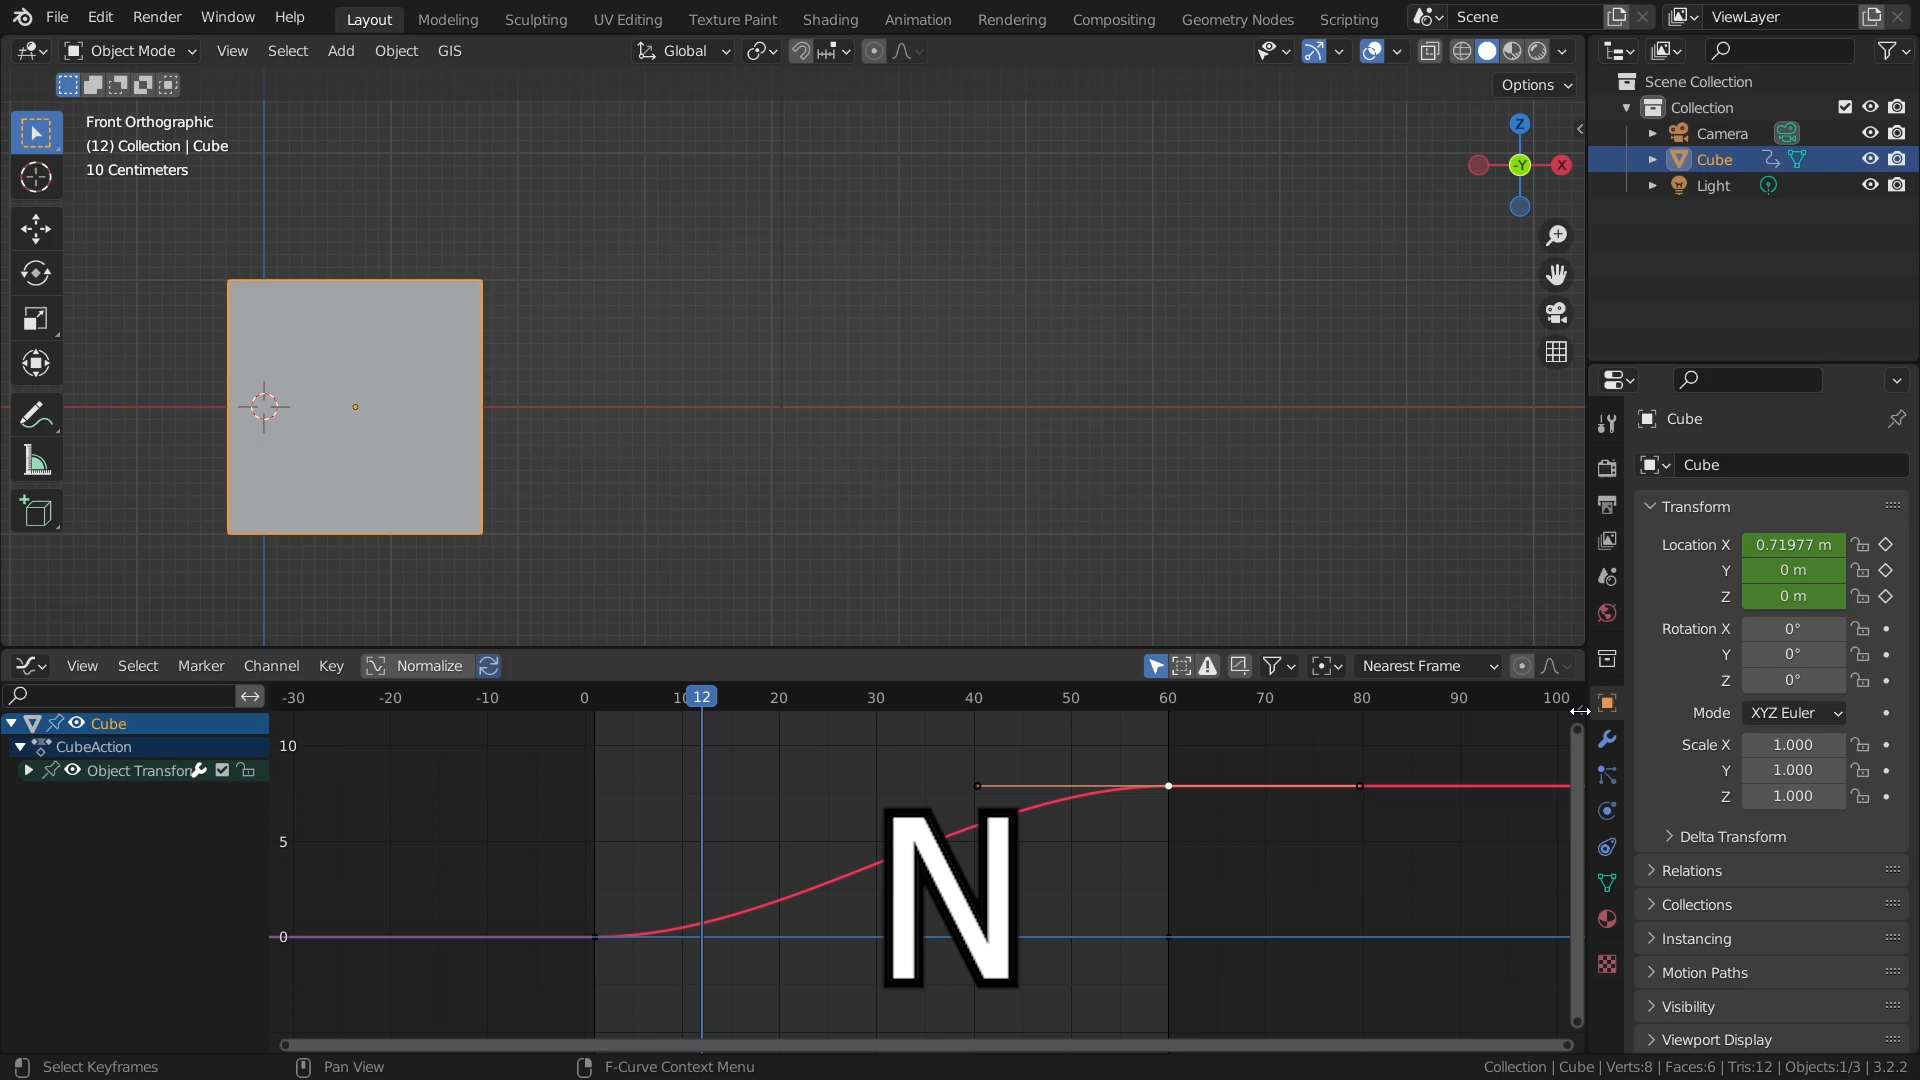 File Edit Render Window Help Layout Modeling Sculpting UV Editing Texture Paint Shading Animation Rendering Compositing Geometry Nodes Scripting Scene ViewLayer
Object Mode View Select Add Object GIS Global
Options
Front Orthographic
(12) Collection | Cube
10 Centimeters
Z
-Y X
Scene Collection
Collection
Camera
Cube
Light
Cube
Cube
Transform
Location X 0.71977 m
Y 0 m
Z 0 m
Rotation X 0°
Y 0°
Z 0°
Mode XYZ Euler
Scale X 1.000
Y 1.000
Z 1.000
Delta Transform
Relations
Collections
Instancing
Motion Paths
Visibility
Viewport Display
View Select Marker Channel Key Normalize Nearest Frame
-30 -20 -10 0 10 12 20 30 40 50 60 70 80 90 100
Cube
CubeAction
Object Transfor
10
5
0
N
Select Keyframes Pan View F-Curve Context Menu Collection | Cube | Verts:8 | Faces:6 | Tris:12 | Objects:1/3 | 3.2.2